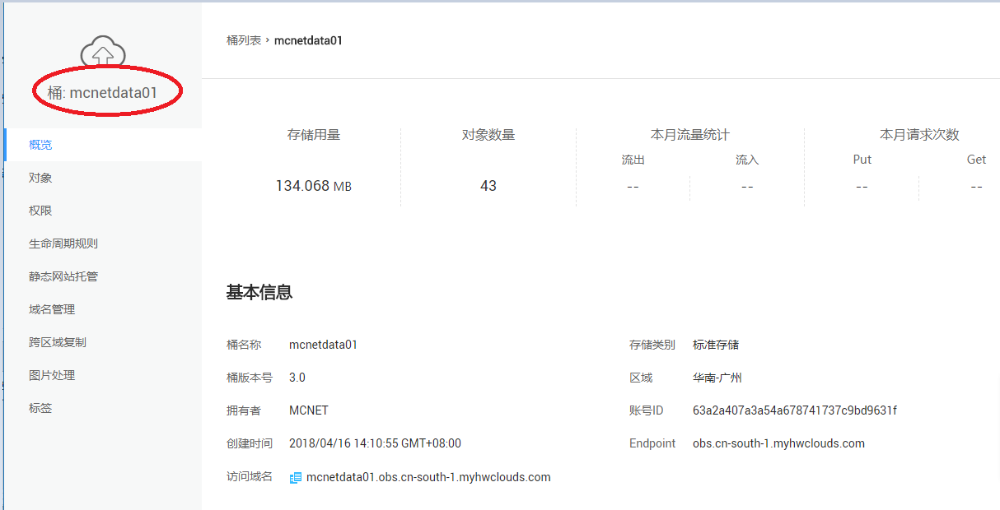 桶列表 › mcnetdata01
桶: mcnetdata01
概览
对象
权限
生命周期规则
静态网站托管
域名管理
跨区域复制
图片处理
标签
存储用量 对象数量 本月流量统计 本月请求次数
流出 流入 Put Get
134.068 MB 43 -- -- -- --
基本信息
桶名称 mcnetdata01 存储类别 标准存储
桶版本号 3.0 区域 华南-广州
拥有者 MCNET 账号ID 63a2a407a3a54a678741737c9bd9631f
创建时间 2018/04/16 14:10:55 GMT+08:00 Endpoint obs.cn-south-1.myhwclouds.com
访问域名 mcnetdata01.obs.cn-south-1.myhwclouds.com